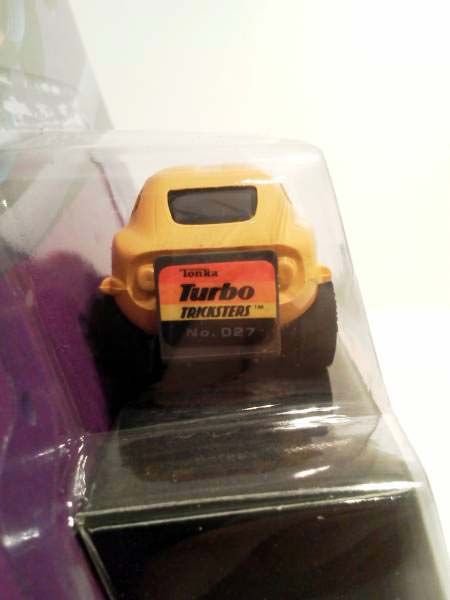 Tonka
Turbo
TRICKSTERS™
No. 027